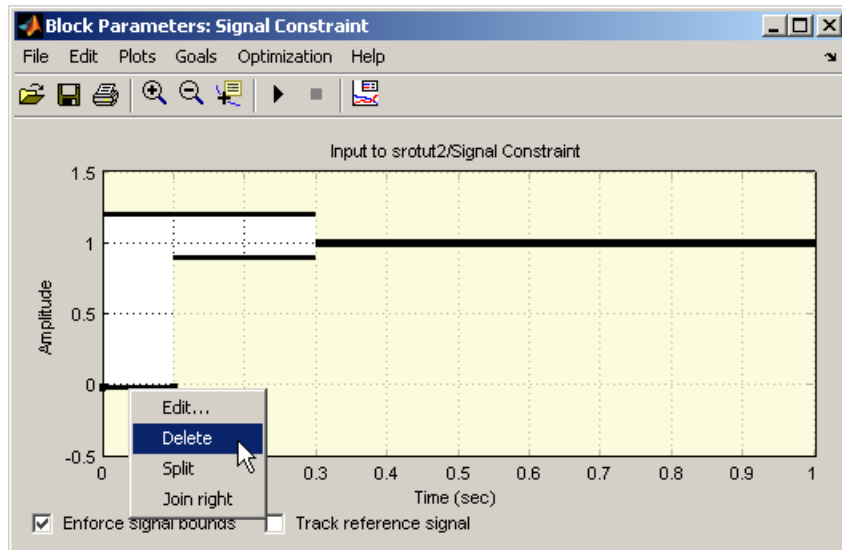 Block Parameters: Signal Constraint
File Edit Plots Goals Optimization Help
Input to srotut2/Signal Constraint
1.5
1
0.5
0
-0.5
Amplitude
Edit...
Delete
Split
Join right
0 0.3 0.4 0.5 0.6 0.7 0.8 0.9 1
Time (sec)
Enforce signal bounds Track reference signal